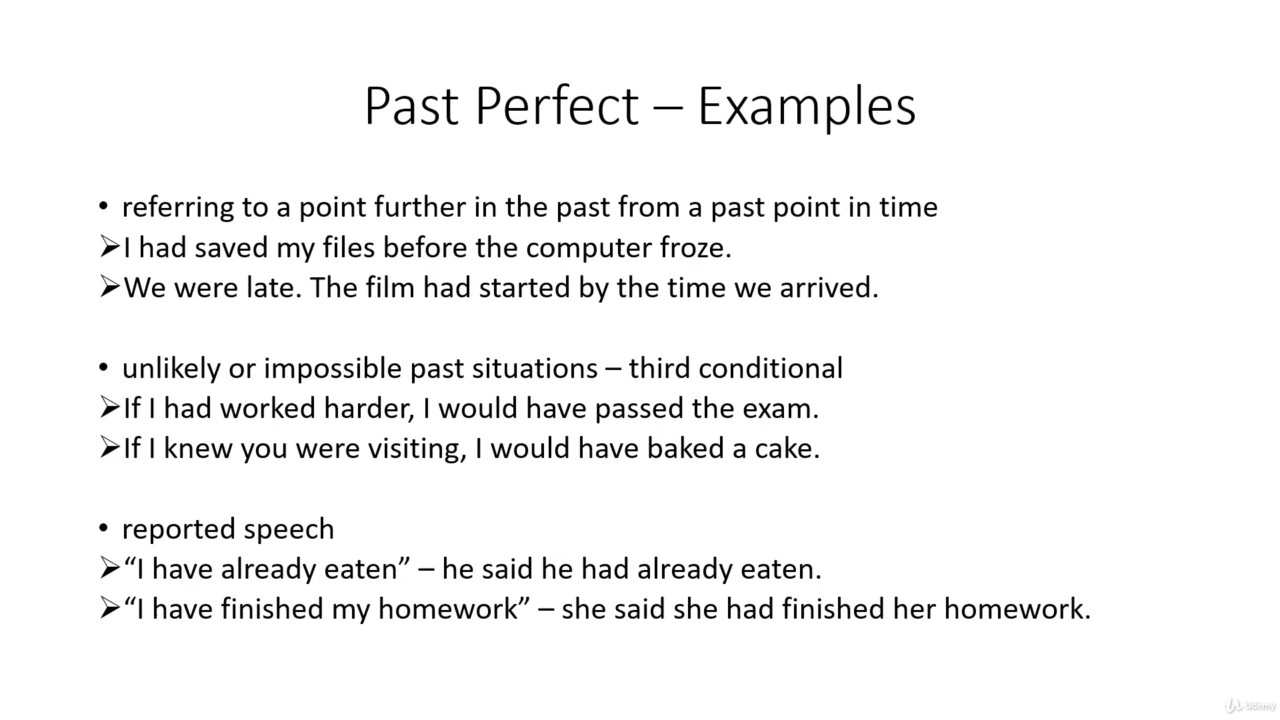 Past Perfect – Examples
• referring to a point further in the past from a past point in time
➢I had saved my files before the computer froze.
➢We were late. The film had started by the time we arrived.
• unlikely or impossible past situations – third conditional
➢If I had worked harder, I would have passed the exam.
➢If I knew you were visiting, I would have baked a cake.
• reported speech
➢“I have already eaten” – he said he had already eaten.
➢“I have finished my homework” – she said she had finished her homework.
Udemy